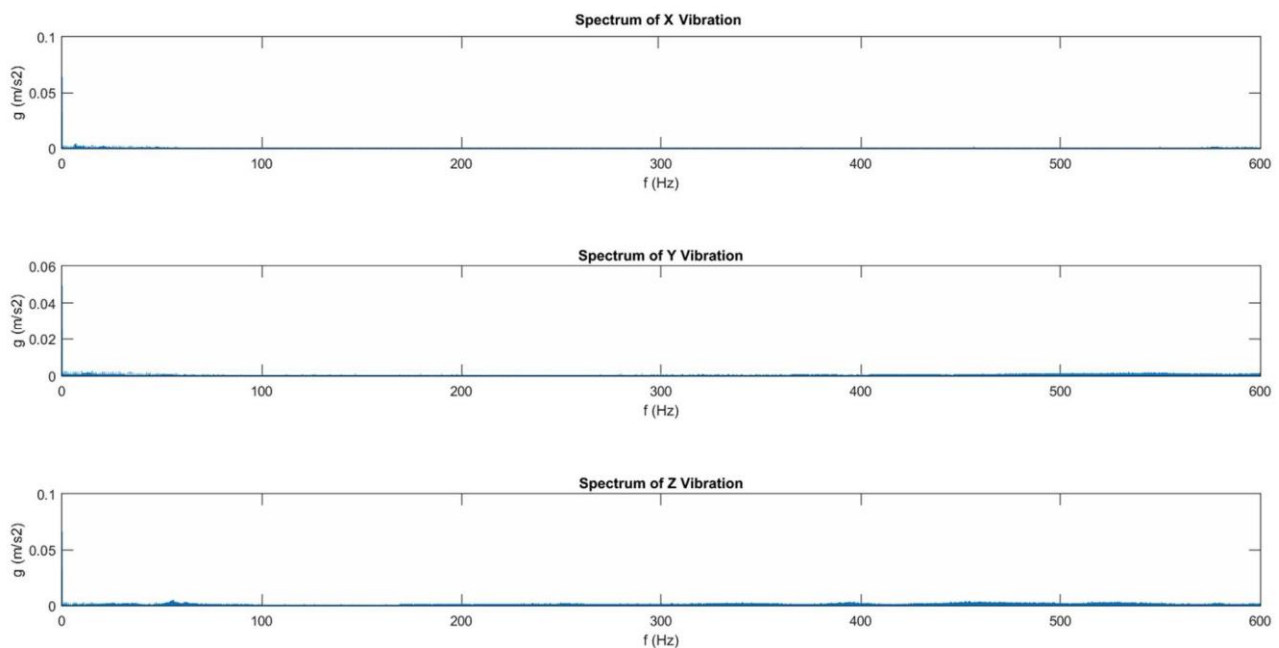 Spectrum of X Vibration
0.1
0.05
0
g (m/s2)
0 100 200 300 400 500 600
f (Hz)
Spectrum of Y Vibration
0.06
0.04
0.02
0
g (m/s2)
0 100 200 300 400 500 600
f (Hz)
Spectrum of Z Vibration
0.1
0.05
0
g (m/s2)
0 100 200 300 400 500 600
f (Hz)